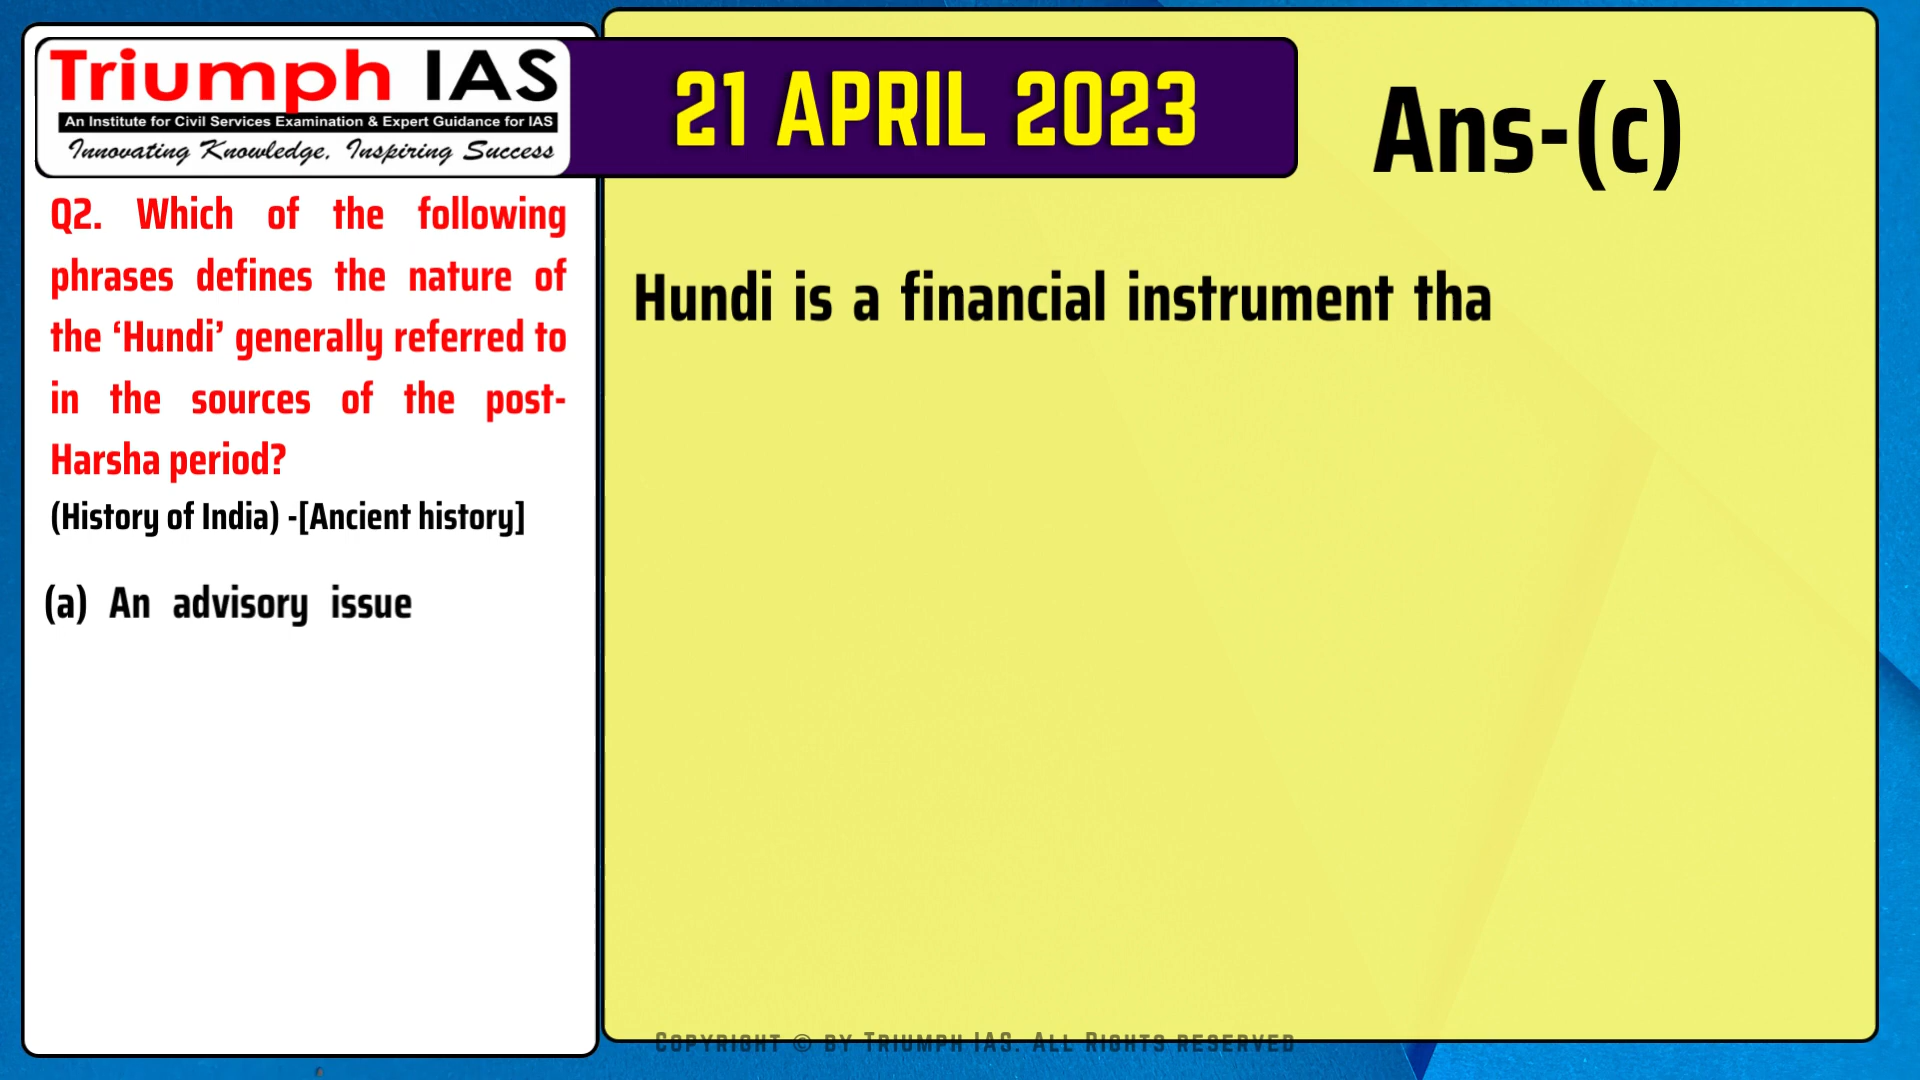 Triumph IAS
An Institute for Civil Services Examination & Expert Guidance for IAS
Innovating Knowledge, Inspiring Success
21 APRIL 2023
Ans-(c)
Q2. Which of the following
phrases defines the nature of
the ‘Hundi’ generally referred to
in the sources of the post-
Harsha period?
(History of India) -[Ancient history]
(a) An advisory issue
Hundi is a financial instrument tha
Copyright © by Triumph IAS. All Rights reserved